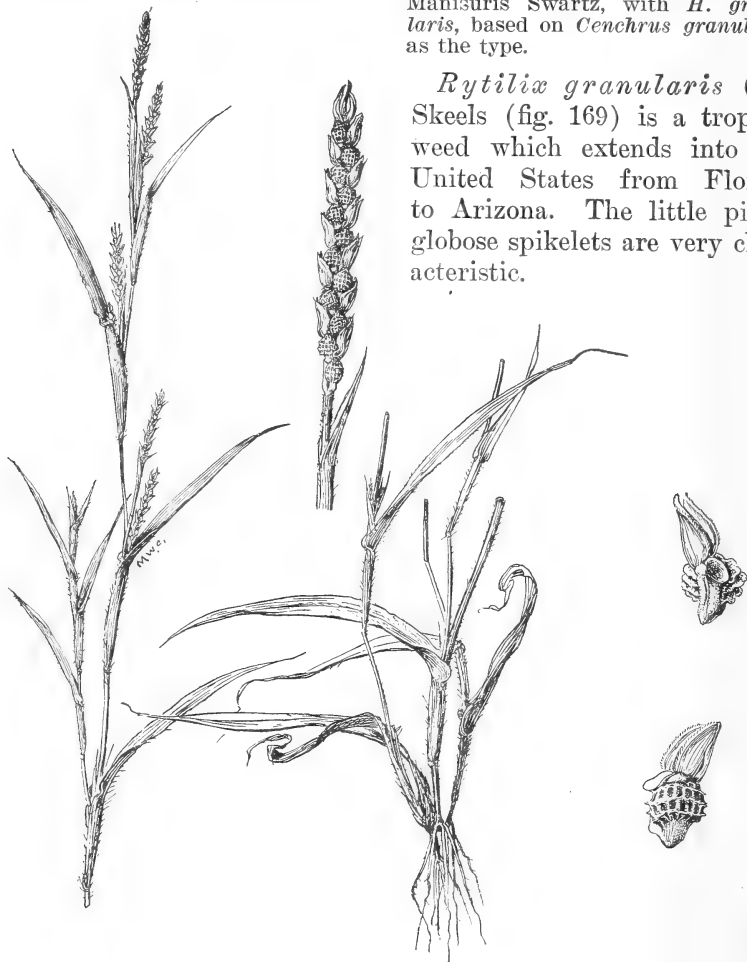 Manisuris Swartz, with H. gr
laris, based on Cenchrus granul
as the type.
Rytilix granularis (
Skeels (fig. 169) is a trop
weed which extends into
United States from Flo
to Arizona. The little pi
globose spikelets are very c
acteristic.
M.W.G.